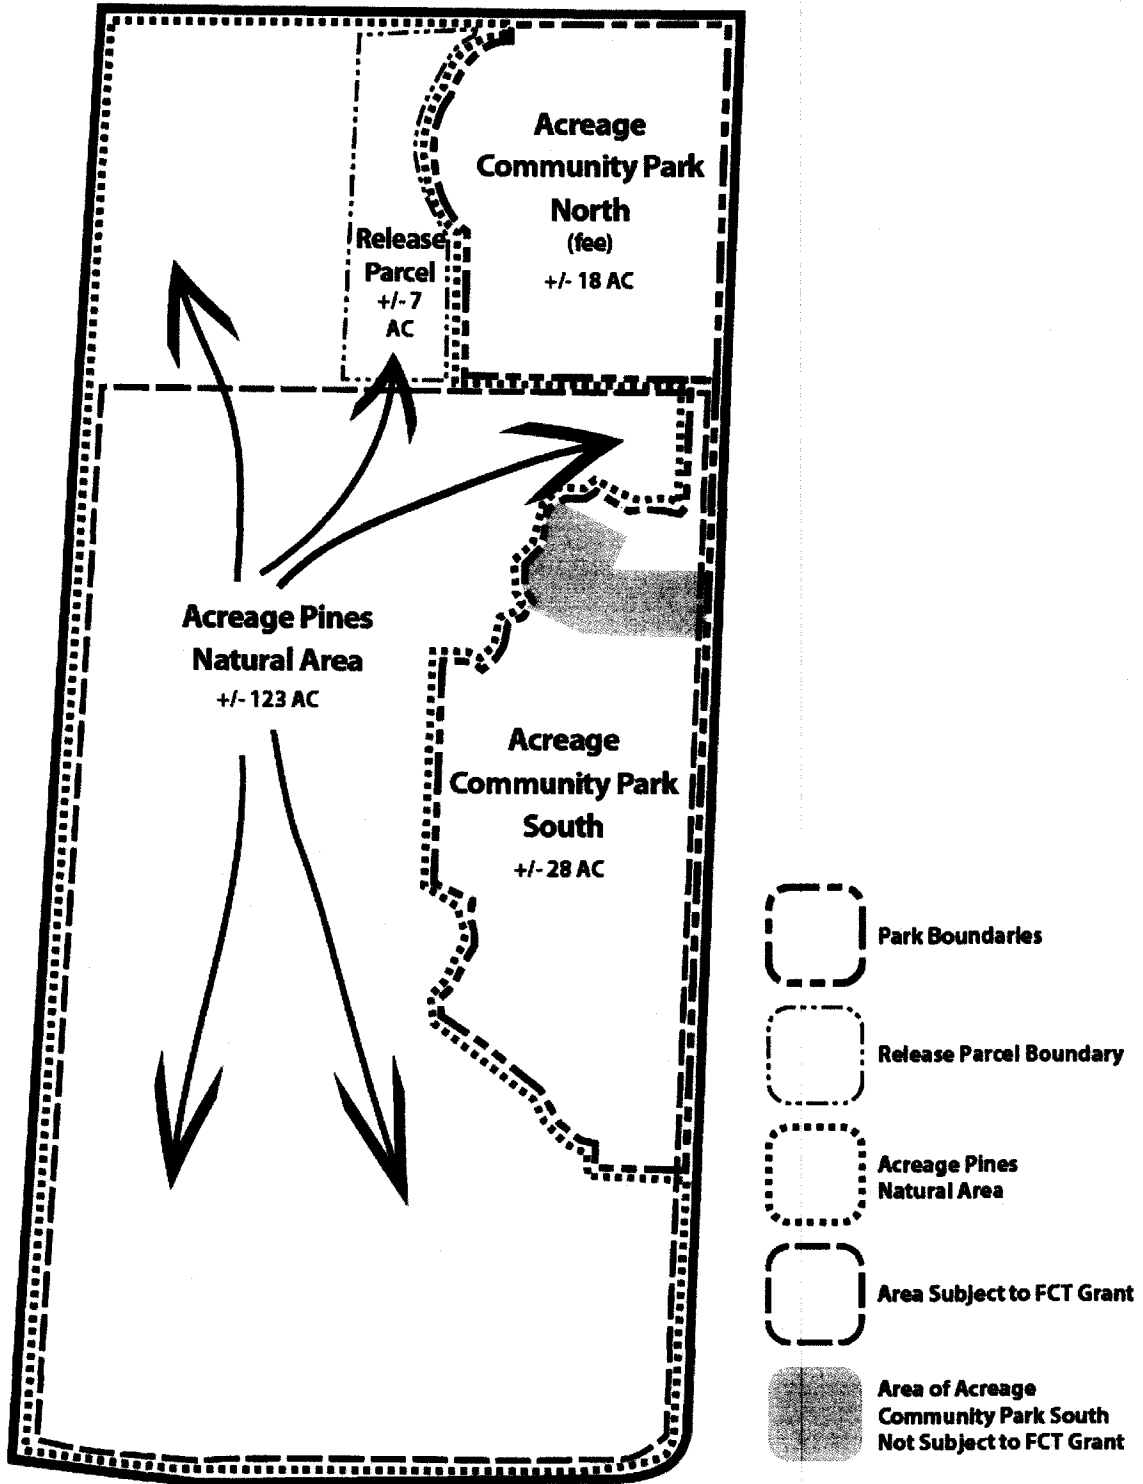 Acreage
Community Park
North
(fee)
+/- 18 AC
Release
Parcel
+/- 7
AC
Acreage Pines
Natural Area
+/- 123 AC
Acreage
Community Park
South
+/- 28 AC
Park Boundaries
Release Parcel Boundary
Acreage Pines
Natural Area
Area Subject to FCT Grant
Area of Acreage
Community Park South
Not Subject to FCT Grant